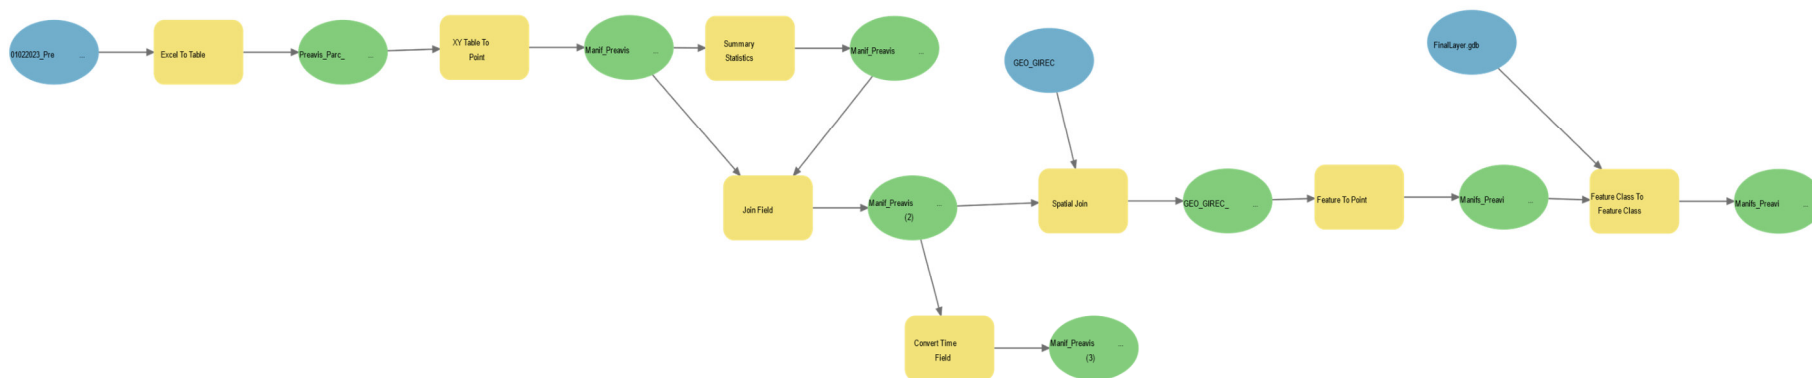 01022023_Pre ...
Excel To Table
Preavis_Parc_ ...
XY Table To
Point
Manif_Preavis ...
Summary
Statistics
Manif_Preavis ...
GEO_GIREC
FinalLayer.gdb
Join Field
Manif_Preavis ...
(2)
Spatial Join
GEO_GIREC_ ...
Feature To Point
Manifs_Preavi ...
Feature Class To
Feature Class
Manifs_Preavi ...
Convert Time
Field
Manif_Preavis ...
(3)